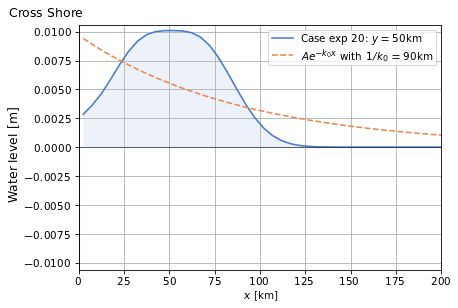 Cross Shore
Case exp 20: y = 50km
Ae^{-k_0x} with 1/k_0 = 90km
Water level [m]
0.0100
0.0075
0.0050
0.0025
0.0000
−0.0025
−0.0050
−0.0075
−0.0100
0 25 50 75 100 125 150 175 200
x [km]